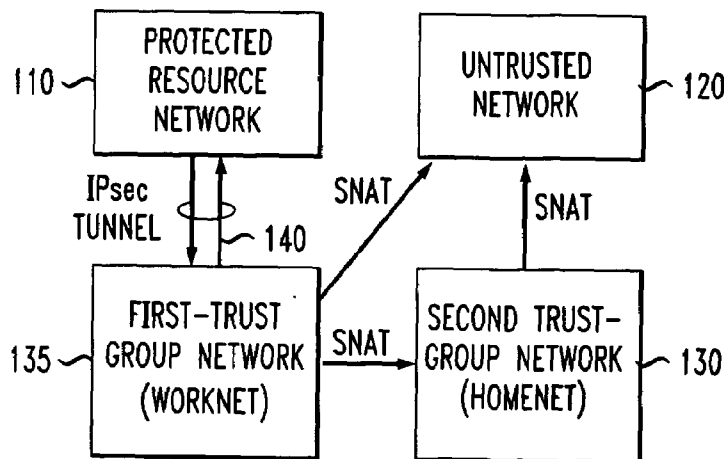 110
PROTECTED
RESOURCE
NETWORK
UNTRUSTED
NETWORK
120
IPsec
TUNNEL
140
SNAT
SNAT
135
FIRST-TRUST
GROUP NETWORK
(WORKNET)
SNAT
SECOND TRUST-
GROUP NETWORK
(HOMENET)
130